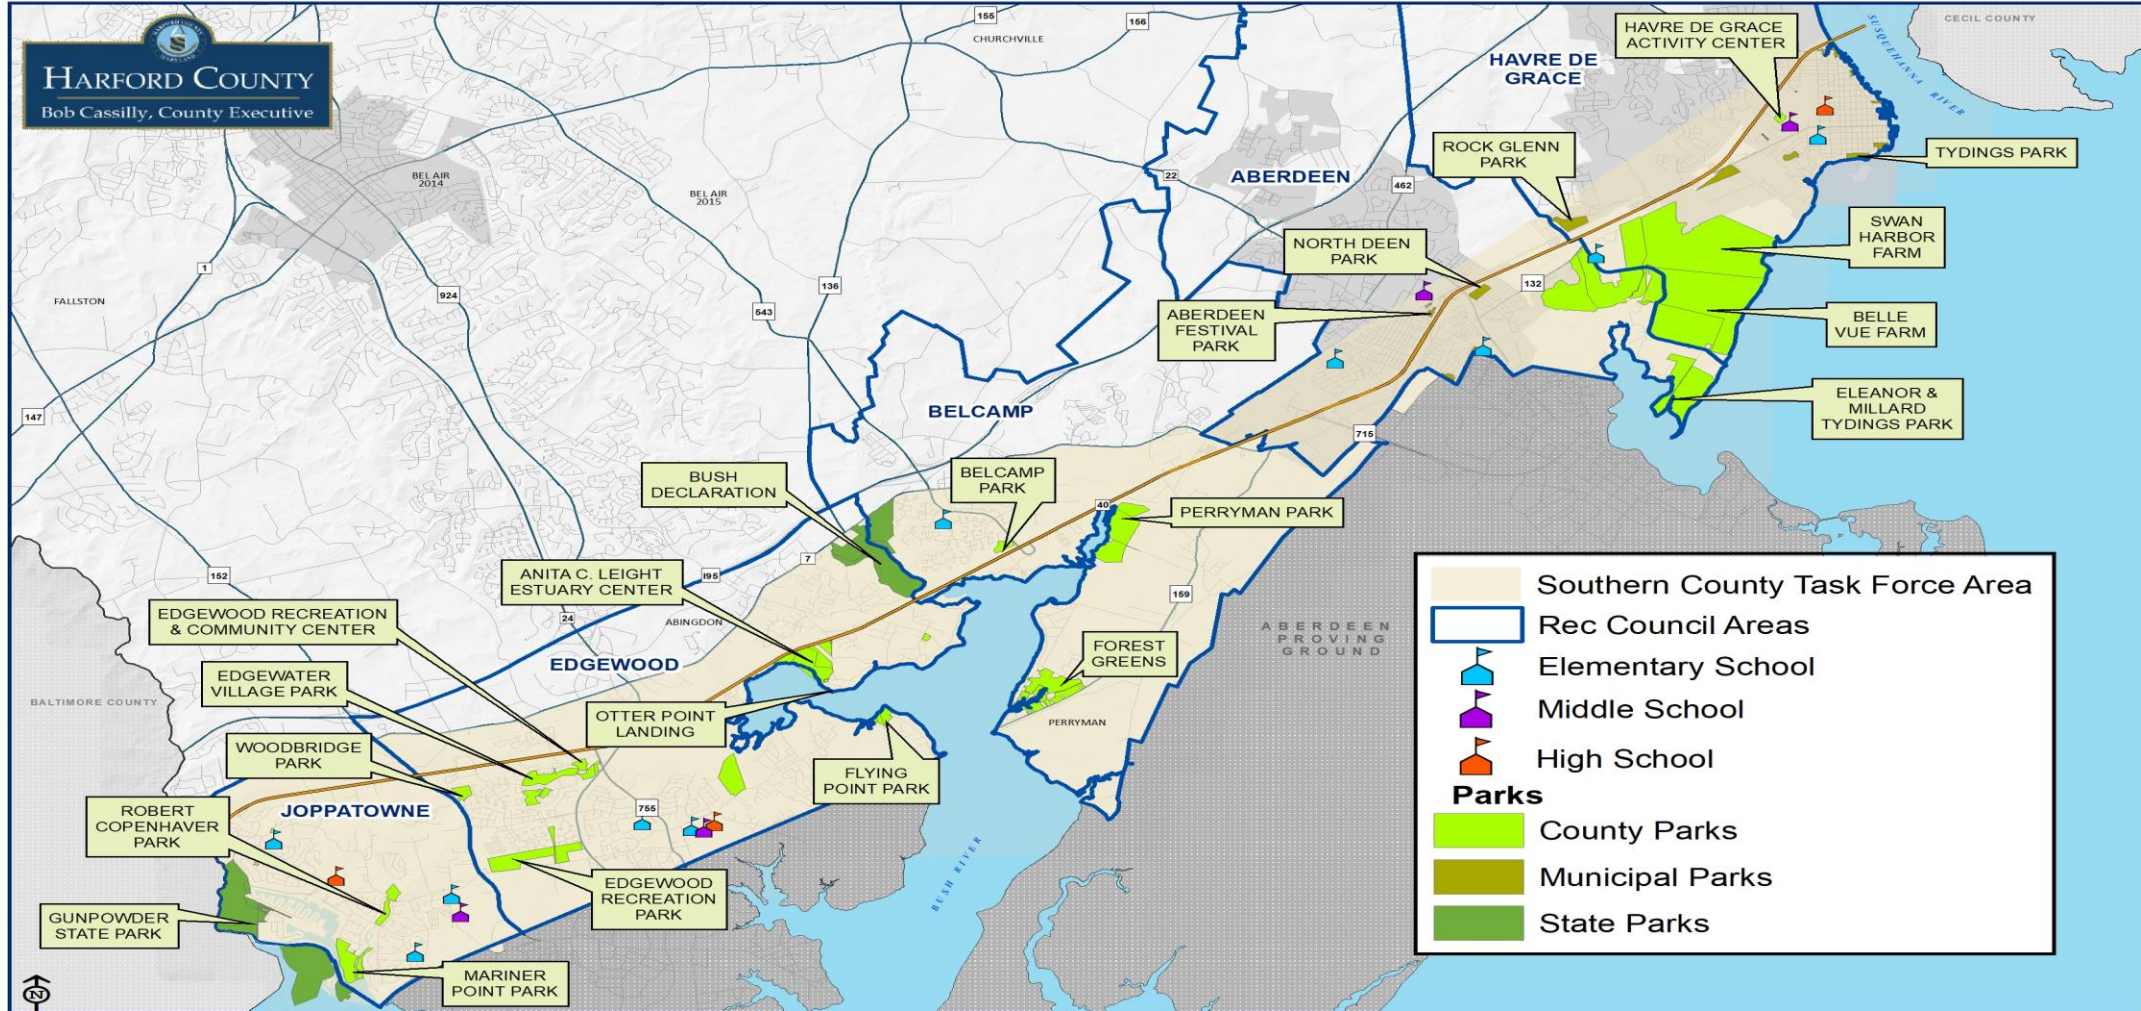 HARFORD COUNTY
Bob Cassilly, County Executive
155
156
CHURCHVILLE
HAVRE DE
GRACE
HAVRE DE GRACE
ACTIVITY CENTER
SUSQUEHANNA RIVER
CECIL COUNTY
ROCK GLENN
PARK
TYDINGS PARK
BEL AIR
2014
BEL AIR
2015
22
ABERDEEN
462
NORTH DEEN
PARK
SWAN
HARBOR
FARM
1
FALLSTON
924
136
543
132
ABERDEEN
FESTIVAL
PARK
BELLE
VUE FARM
147
BELCAMP
ELEANOR &
MILLARD
TYDINGS PARK
715
BUSH
DECLARATION
BELCAMP
PARK
40
PERRYMAN PARK
7
I95
152
ANITA C. LEIGHT
ESTUARY CENTER
159
EDGEWOOD RECREATION
& COMMUNITY CENTER
24
ABINGDON
ABERDEEN
PROVING
GROUND
EDGEWOOD
FOREST
GREENS
EDGEWATER
VILLAGE PARK
BALTIMORE COUNTY
OTTER POINT
LANDING
PERRYMAN
WOODBRIDGE
PARK
FLYING
POINT PARK
JOPPATOWNE
755
ROBERT
COPENHAVER
PARK
EDGEWOOD
RECREATION
PARK
BUSH RIVER
GUNPOWDER
STATE PARK
MARINER
POINT PARK
N
Southern County Task Force Area
Rec Council Areas
Elementary School
Middle School
High School
Parks
County Parks
Municipal Parks
State Parks